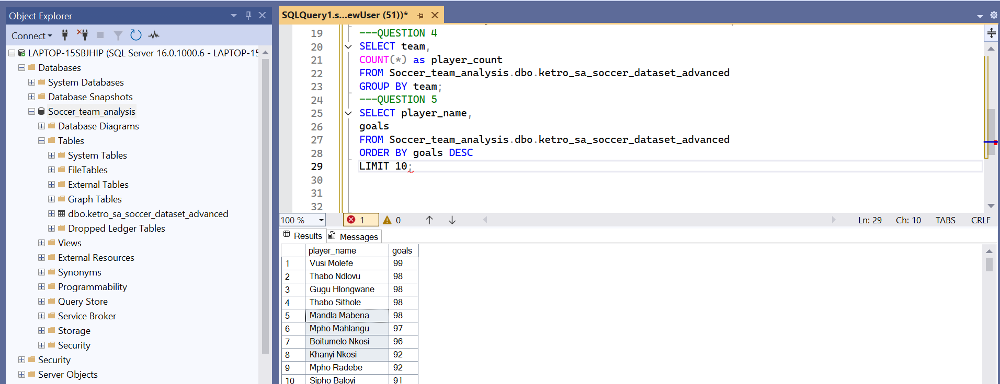 Object Explorer
Connect
LAPTOP-15SBJHIP (SQL Server 16.0.1000.6 - LAPTOP-15
Databases
System Databases
Database Snapshots
Soccer_team_analysis
Database Diagrams
Tables
System Tables
FileTables
External Tables
Graph Tables
dbo.ketro_sa_soccer_dataset_advanced
Dropped Ledger Tables
Views
External Resources
Synonyms
Programmability
Query Store
Service Broker
Storage
Security
Security
Server Objects
SQLQuery1.s...ewUser (51))*
19 ---QUESTION 4
20 SELECT team,
21 COUNT(*) as player_count
22 FROM Soccer_team_analysis.dbo.ketro_sa_soccer_dataset_advanced
23 GROUP BY team;
24 ---QUESTION 5
25 SELECT player_name,
26 goals
27 FROM Soccer_team_analysis.dbo.ketro_sa_soccer_dataset_advanced
28 ORDER BY goals DESC
29 LIMIT 10;
30
31
32
100 % 1 0 Ln: 29 Ch: 10 TABS CRLF
Results Messages
player_name goals
1 Vusi Molefe 99
2 Thabo Ndlovu 98
3 Gugu Hlongwane 98
4 Thabo Sithole 98
5 Mandla Mabena 98
6 Mpho Mahlangu 97
7 Boitumelo Nkosi 96
8 Khanyi Nkosi 92
9 Mpho Radebe 92
10 Sipho Baloyi 91